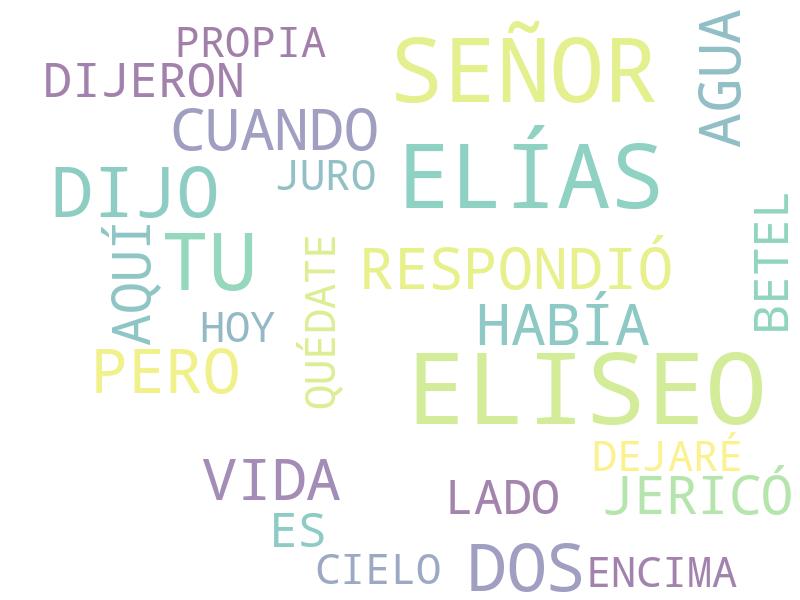 PROPIA
SEÑOR
AGUA
DIJERON
CUANDO
ELÍAS
JURO
DIJO
AQUÍ
TU
BETEL
QUÉDATE
RESPONDIÓ
HOY
HABÍA
PERO
ELISEO
DEJARÉ
VIDA
LADO
JERICÓ
ES
CIELO
DOS
ENCIMA